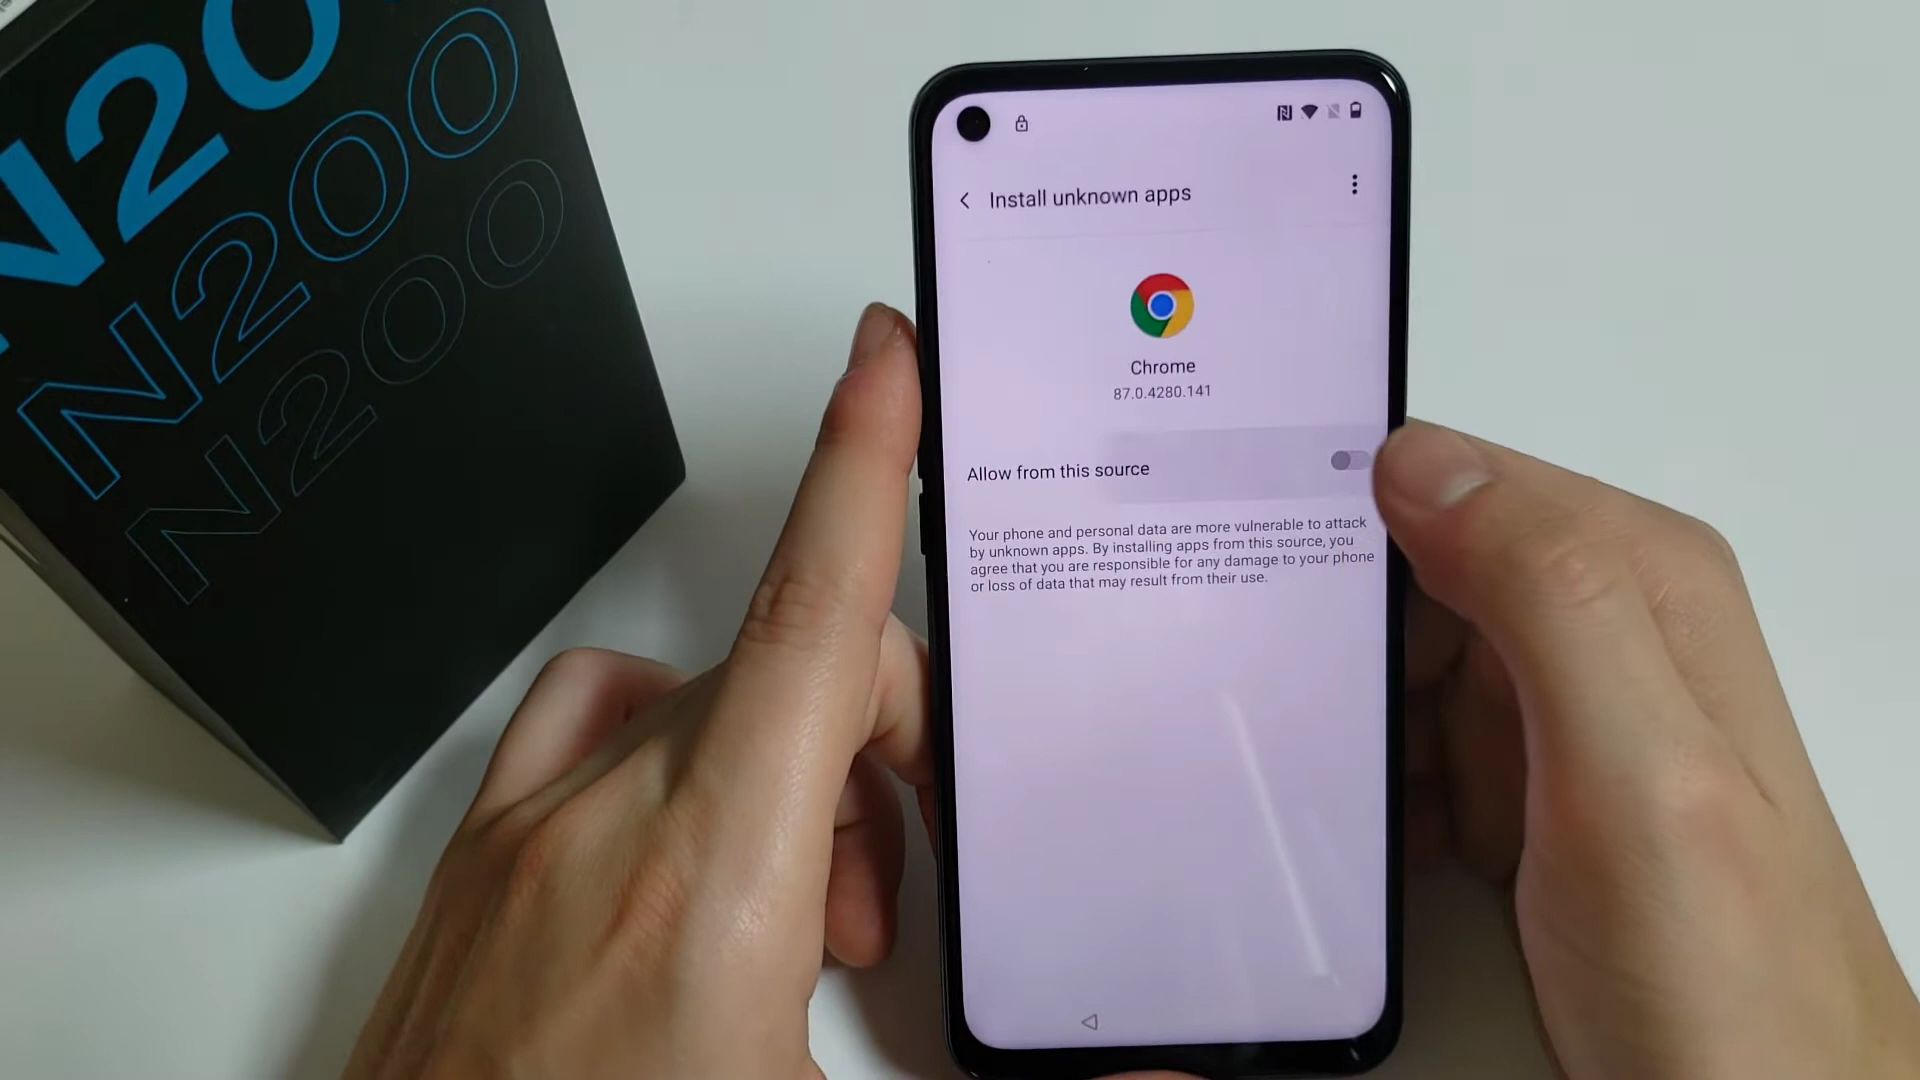 N20
N200
N200
Install unknown apps
Chrome
87.0.4280.141
Allow from this source
Your phone and personal data are more vulnerable to attack
by unknown apps. By installing apps from this source, you
agree that you are responsible for any damage to your phone
or loss of data that may result from their use.